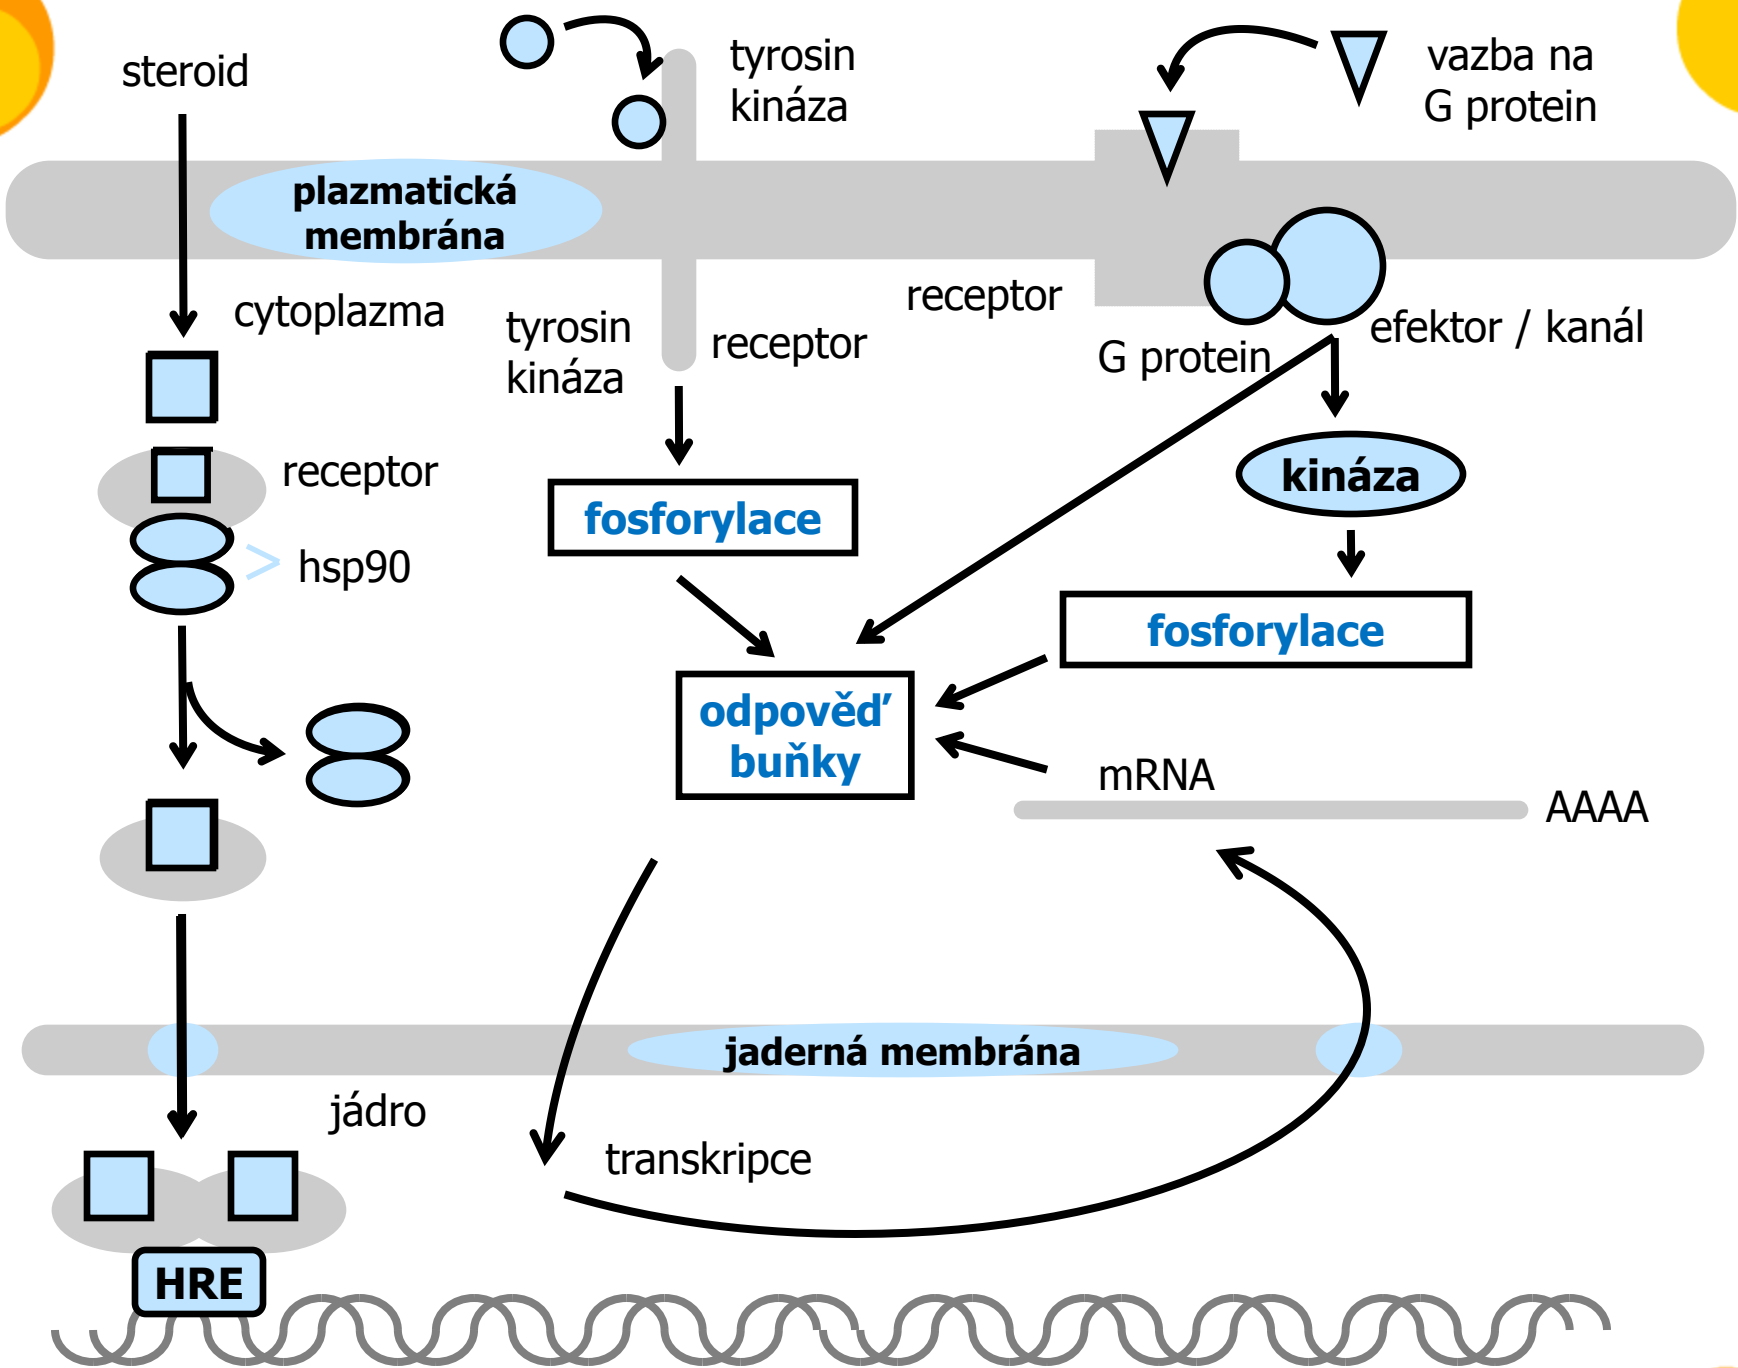 steroid
tyrosin
kináza
vazba na
G protein
plazmatická
membrána
cytoplazma
tyrosin
kináza
receptor
receptor
G protein
efektor / kanál
receptor
hsp90
fosforylace
kináza
fosforylace
odpověď
buňky
mRNA
AAAA
jaderná membrána
jádro
transkripce
HRE